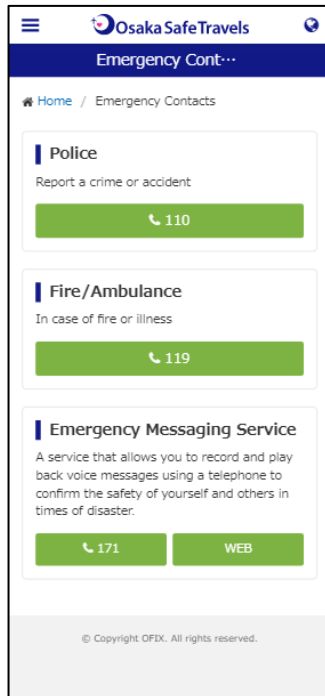 Osaka Safe Travels
Emergency Cont···
Home / Emergency Contacts
Police
Report a crime or accident
110
Fire/Ambulance
In case of fire or illness
119
Emergency Messaging Service
A service that allows you to record and play
back voice messages using a telephone to
confirm the safety of yourself and others in
times of disaster.
171
WEB
© Copyright OFIX. All rights reserved.